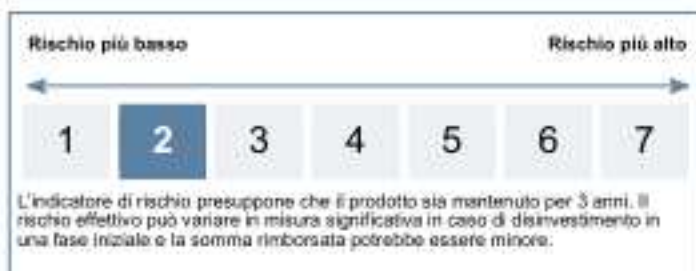 Rischio più basso Rischio più alto
1 2 3 4 5 6 7
L'indicatore di rischio presuppone che il prodotto sia mantenuto per 3 anni. Il
rischio effettivo può variare in misura significativa in caso di disinvestimento in
una fase iniziale e la somma rimborsata potrebbe essere minore.